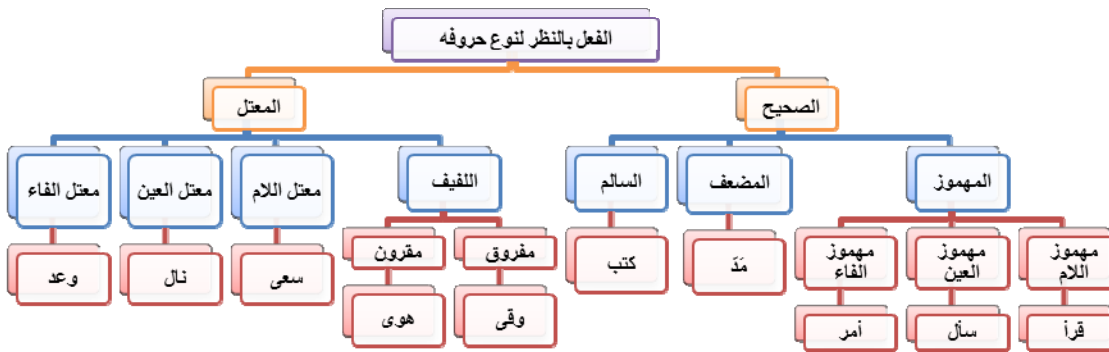 الفعل بالنظر لنوع حروفه
الصحيح
المعتل
المهموز
المضعف
السالم
اللفيف
معتل اللام
معتل العين
معتل الفاء
مهموز
اللام
مهموز
العين
مهموز
الفاء
مَدّ
كتب
مفروق
مقرون
سعى
نال
وعد
قرأ
سأل
أمر
وقى
هوى